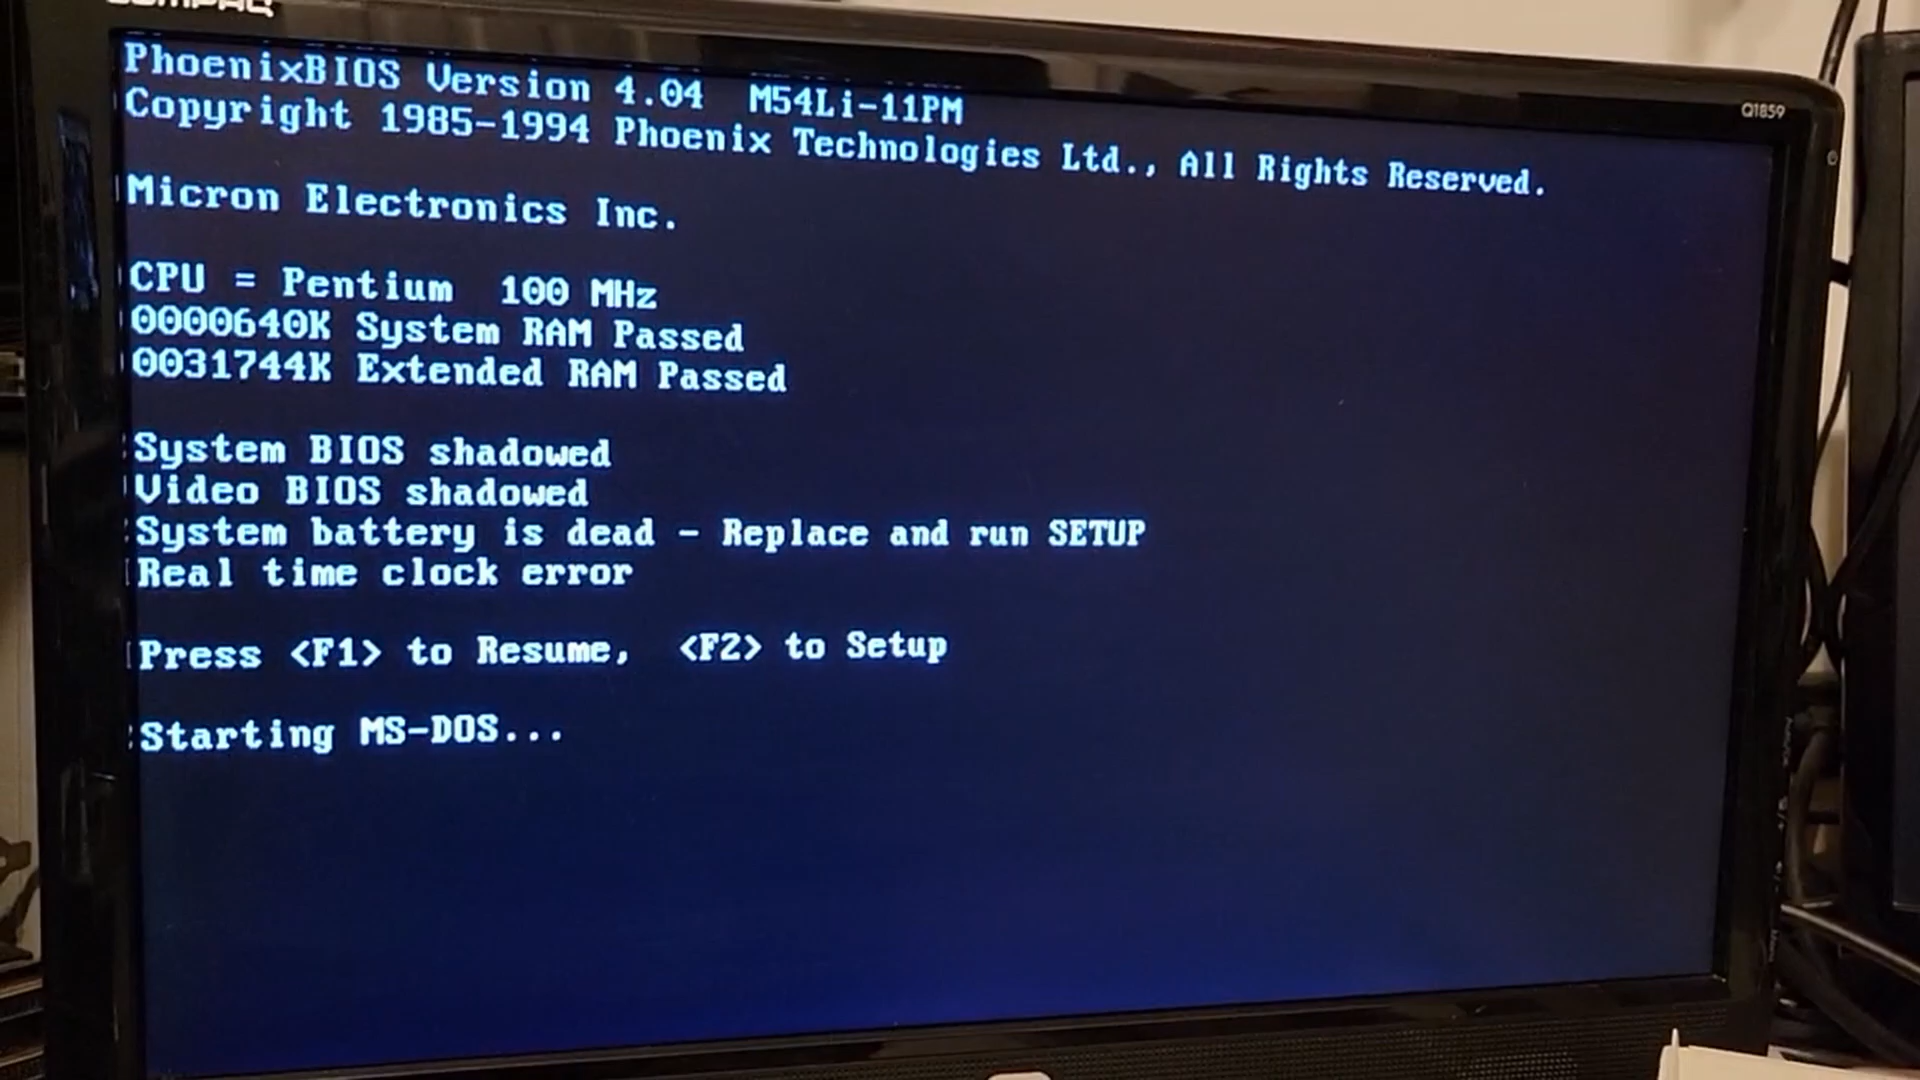 COMPAQ
Q1859
PhoenixBIOS Version 4.04  M54Li-11PM
Copyright 1985-1994 Phoenix Technologies Ltd., All Rights Reserved.
Micron Electronics Inc.
CPU = Pentium  100 MHz
0000640K System RAM Passed
0031744K Extended RAM Passed
System BIOS shadowed
Video BIOS shadowed
System battery is dead - Replace and run SETUP
Real time clock error
Press <F1> to Resume,  <F2> to Setup
Starting MS-DOS...